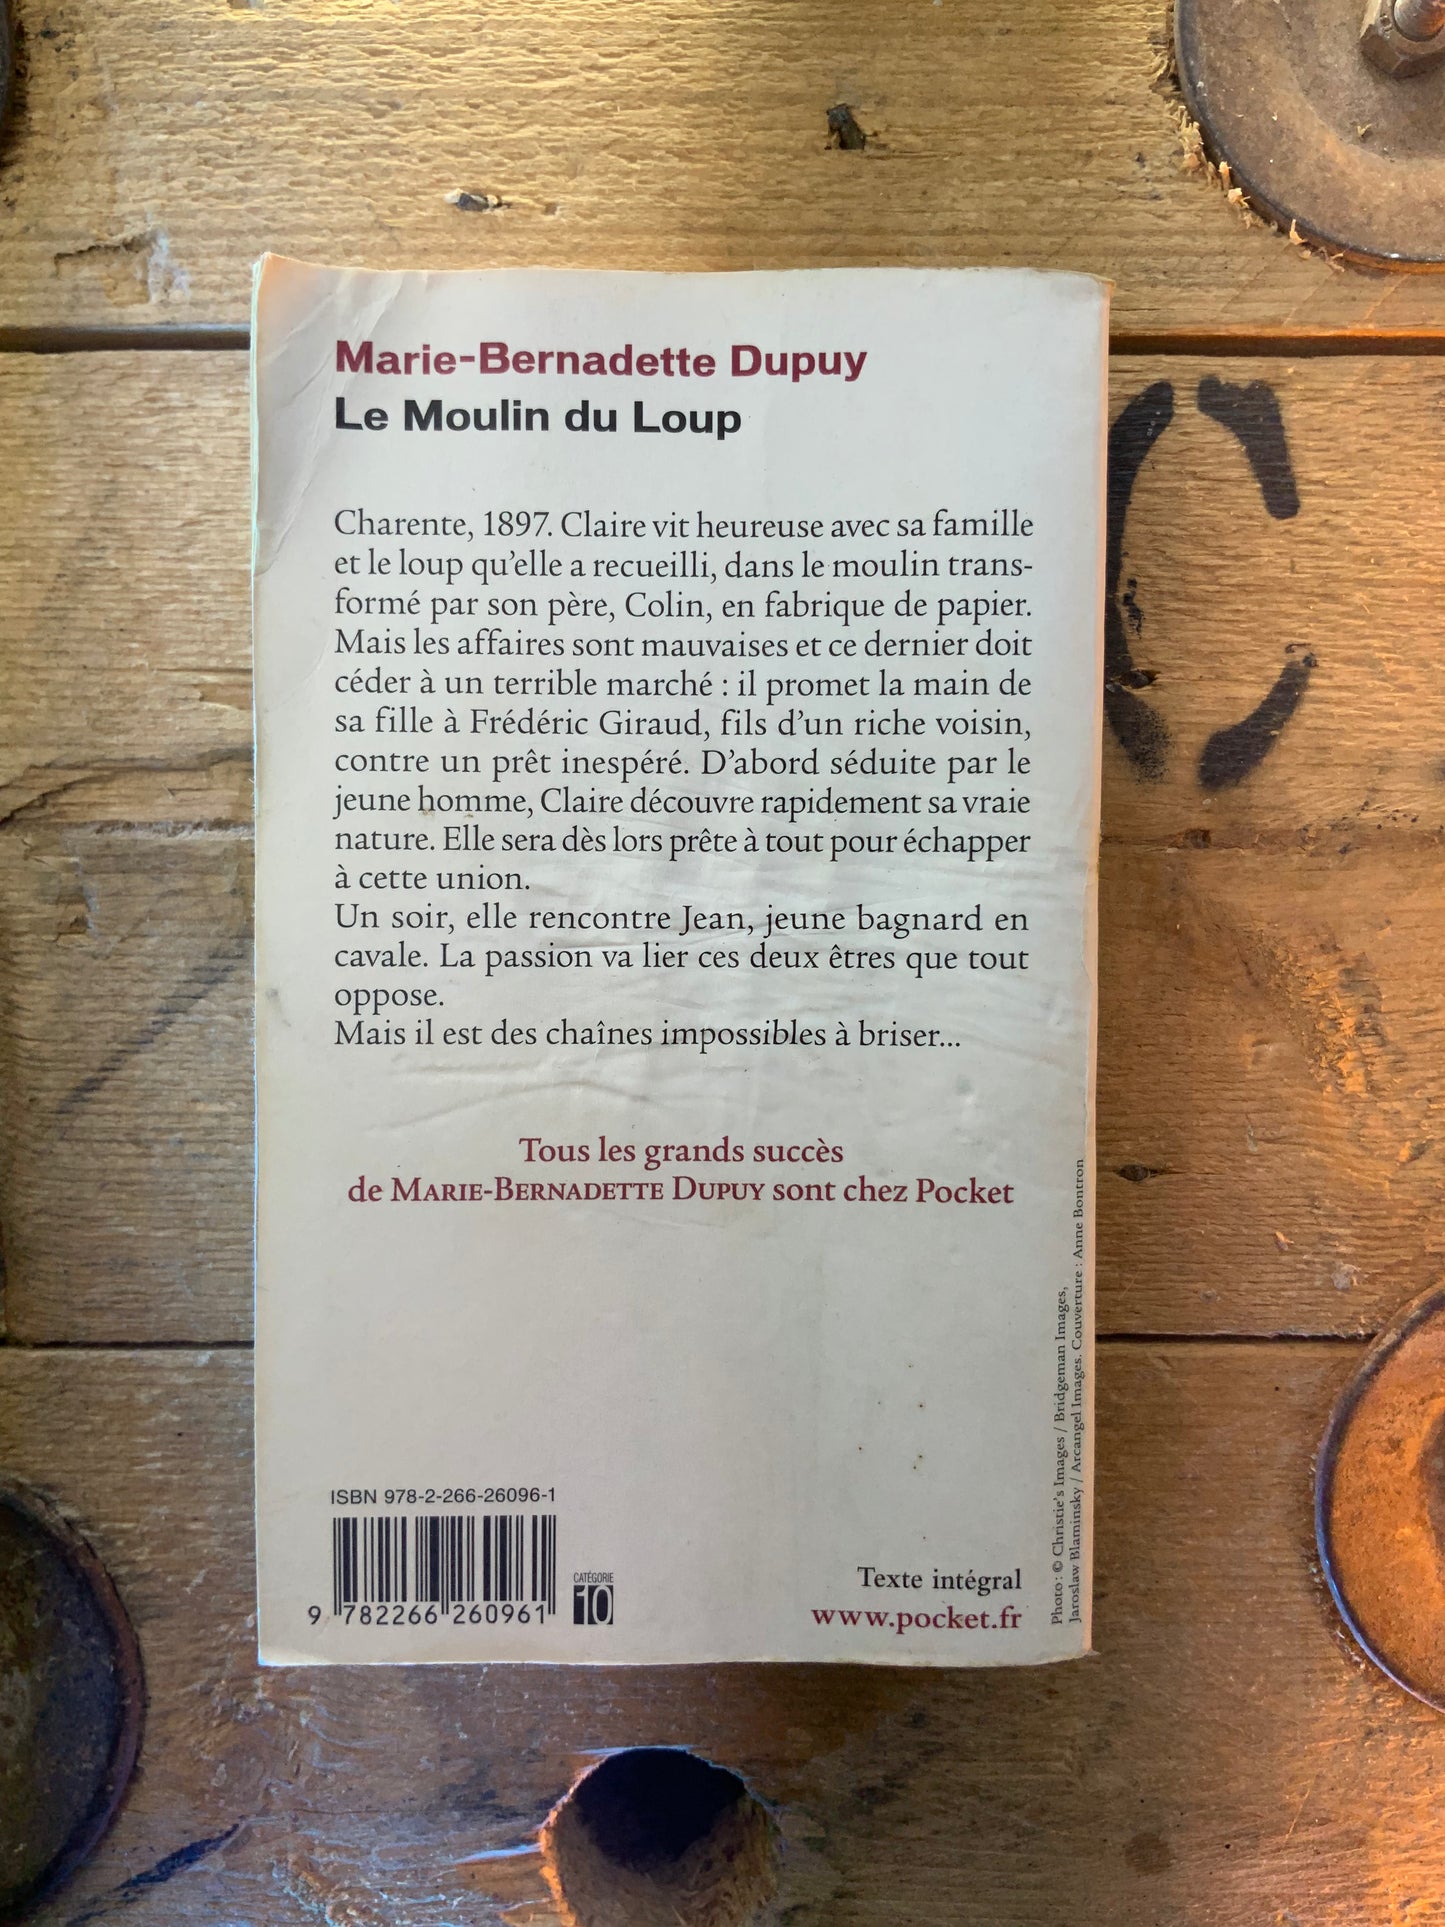 Marie-Bernadette Dupuy
Le Moulin du Loup
Charente, 1897. Claire vit heureuse avec sa famille
et le loup qu'elle a recueilli, dans le moulin trans-
formé par son père, Colin, en fabrique de papier.
Mais les affaires sont mauvaises et ce dernier doit
céder à un terrible marché : il promet la main de
sa fille à Frédéric Giraud, fils d'un riche voisin,
contre un prêt inespéré. D'abord séduite par le
jeune homme, Claire découvre rapidement sa vraie
nature. Elle sera dès lors prête à tout pour échapper
à cette union.
Un soir, elle rencontre Jean, jeune bagnard en
cavale. La passion va lier ces deux êtres que tout
oppose.
Mais il est des chaînes impossibles à briser...
Tous les grands succès
de MARIE-BERNADETTE DUPUY sont chez Pocket
ISBN 978-2-266-26096-1
9 782266 260961
CATÉGORIE
10
Texte intégral
www.pocket.fr
Photo : © Christie's Images / Bridgeman Images,
Jaroslaw Blaminsky / Arcangel Images. Couverture : Anne Bontron
C